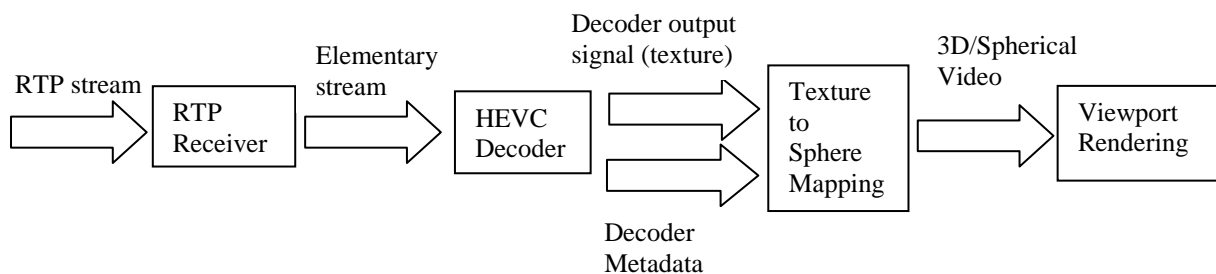 RTP stream
RTP
Receiver
Elementary
stream
HEVC
Decoder
Decoder output
signal (texture)
Decoder
Metadata
Texture
to
Sphere
Mapping
3D/Spherical
Video
Viewport
Rendering